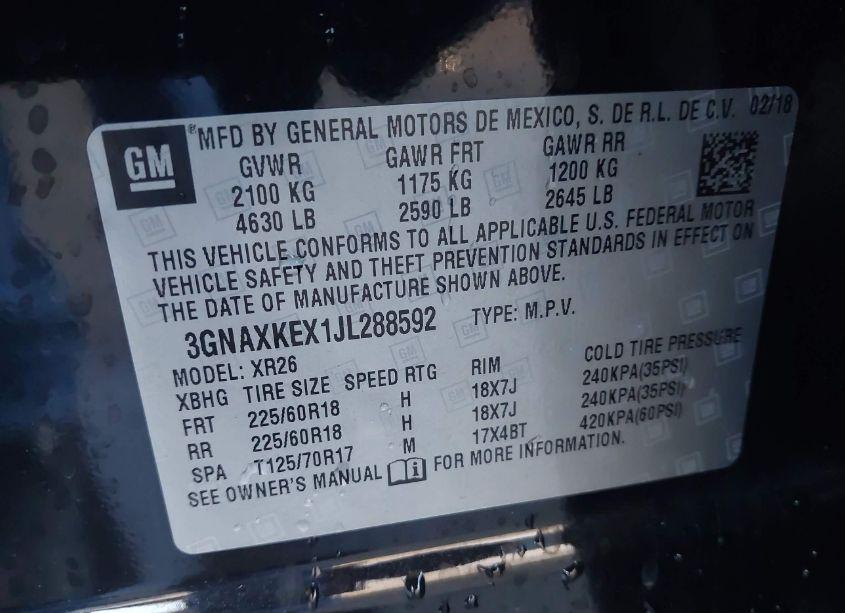 GM
MFD BY GENERAL MOTORS DE MEXICO, S. DE R.L. DE C.V. 02/18
GVWR GAWR FRT GAWR RR
2100 KG 1175 KG 1200 KG
4630 LB 2590 LB 2645 LB
THIS VEHICLE CONFORMS TO ALL APPLICABLE U.S. FEDERAL MOTOR
VEHICLE SAFETY AND THEFT PREVENTION STANDARDS IN EFFECT ON
THE DATE OF MANUFACTURE SHOWN ABOVE.
3GNAXKEX1JL288592 TYPE: M.P.V.
MODEL: XR26
XBHG TIRE SIZE SPEED RTG RIM COLD TIRE PRESSURE
FRT 225/60R18 H 18X7J 240KPA(35PSI)
RR 225/60R18 H 18X7J 240KPA(35PSI)
SPA T125/70R17 M 17X4BT 420KPA(60PSI)
SEE OWNER'S MANUAL FOR MORE INFORMATION.